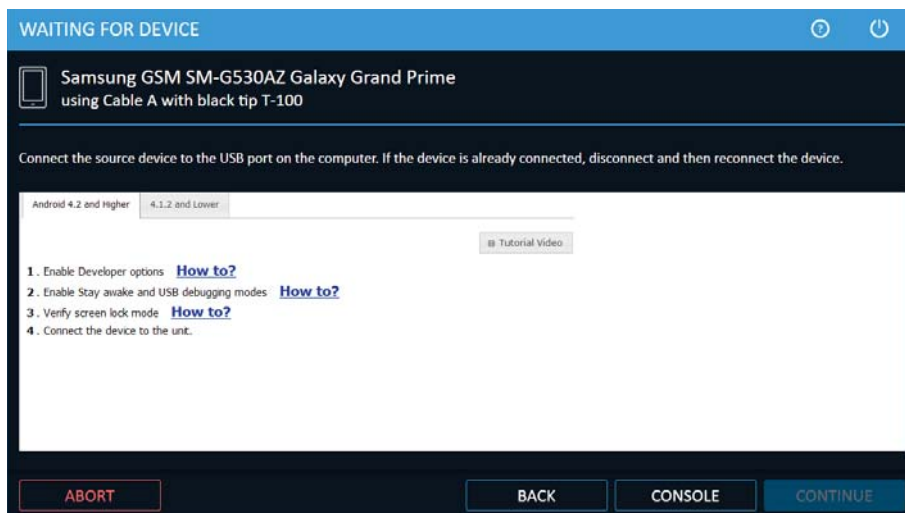 WAITING FOR DEVICE
Samsung GSM SM-G530AZ Galaxy Grand Prime
using Cable A with black tip T-100
Connect the source device to the USB port on the computer. If the device is already connected, disconnect and then reconnect the device.
Android 4.2 and Higher 4.1.2 and Lower
Tutorial Video
1 . Enable Developer options How to?
2 . Enable Stay awake and USB debugging modes How to?
3 . Verify screen lock mode How to?
4 . Connect the device to the unit.
ABORT BACK CONSOLE CONTINUE